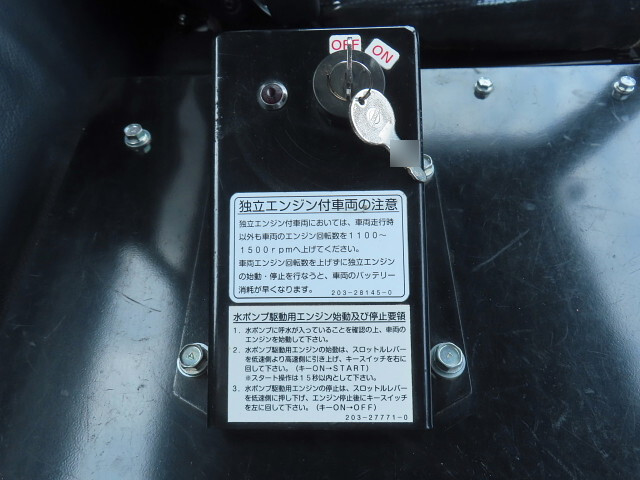 OFF
ON
独立エンジン付車両の注意
独立エンジン付車両においては、車両走行時
以外も車両のエンジン回転数を1100〜
1500rpmへ上げてください。
車両エンジン回転数を上げずに独立エンジン
の始動・停止を行なうと、車両のバッテリー
消耗が早くなります。
203-28145-0
水ポンプ駆動用エンジン始動及び停止要領
1. 水ポンプに呼水が入っていることを確認の上、車両の
エンジンを始動して下さい。
2. 水ポンプ駆動用エンジンの始動は、スロットルレバー
を低速側より高速側に引き上げ、キースイッチを右に
回して下さい。(キーON→START)
※スタート操作は15秒以内として下さい。
3. 水ポンプ駆動用エンジンの停止は、スロットルレバー
を低速側に押し下げ、エンジン停止後にキースイッチ
を左に回して下さい。(キーON→OFF)
203-27771-0